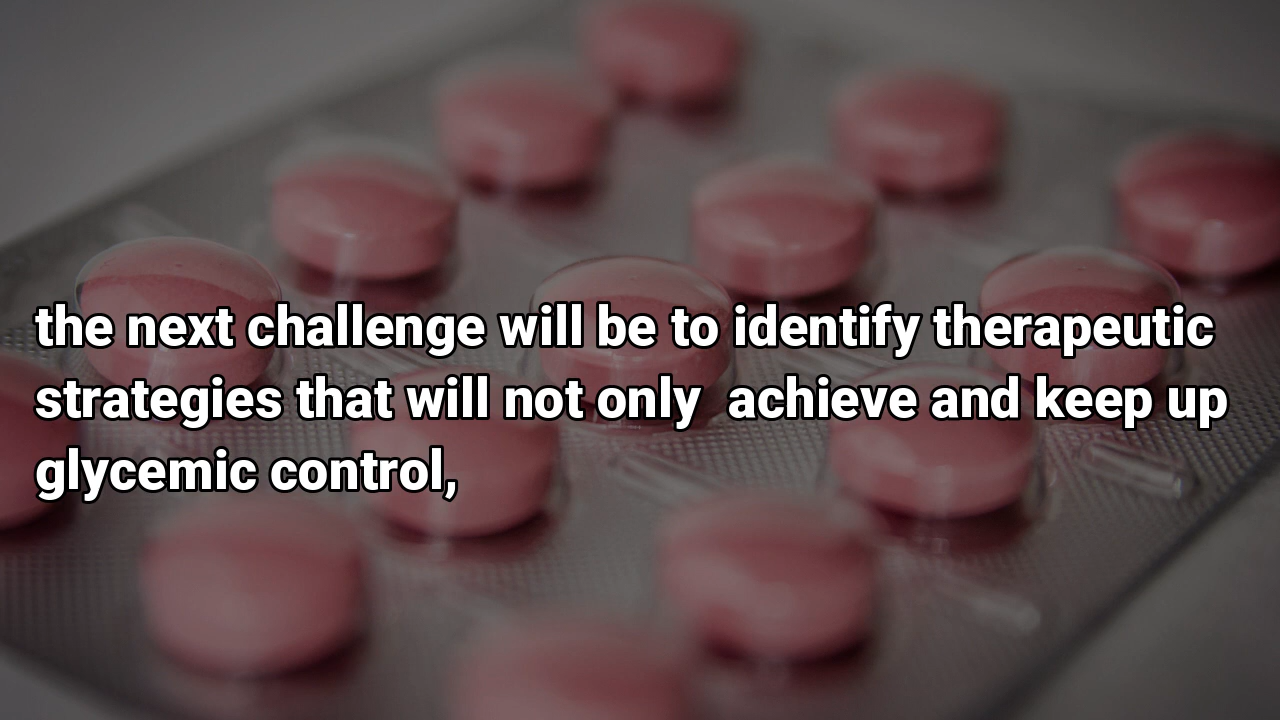 the next challenge will be to identify therapeutic
strategies that will not only  achieve and keep up
glycemic control,